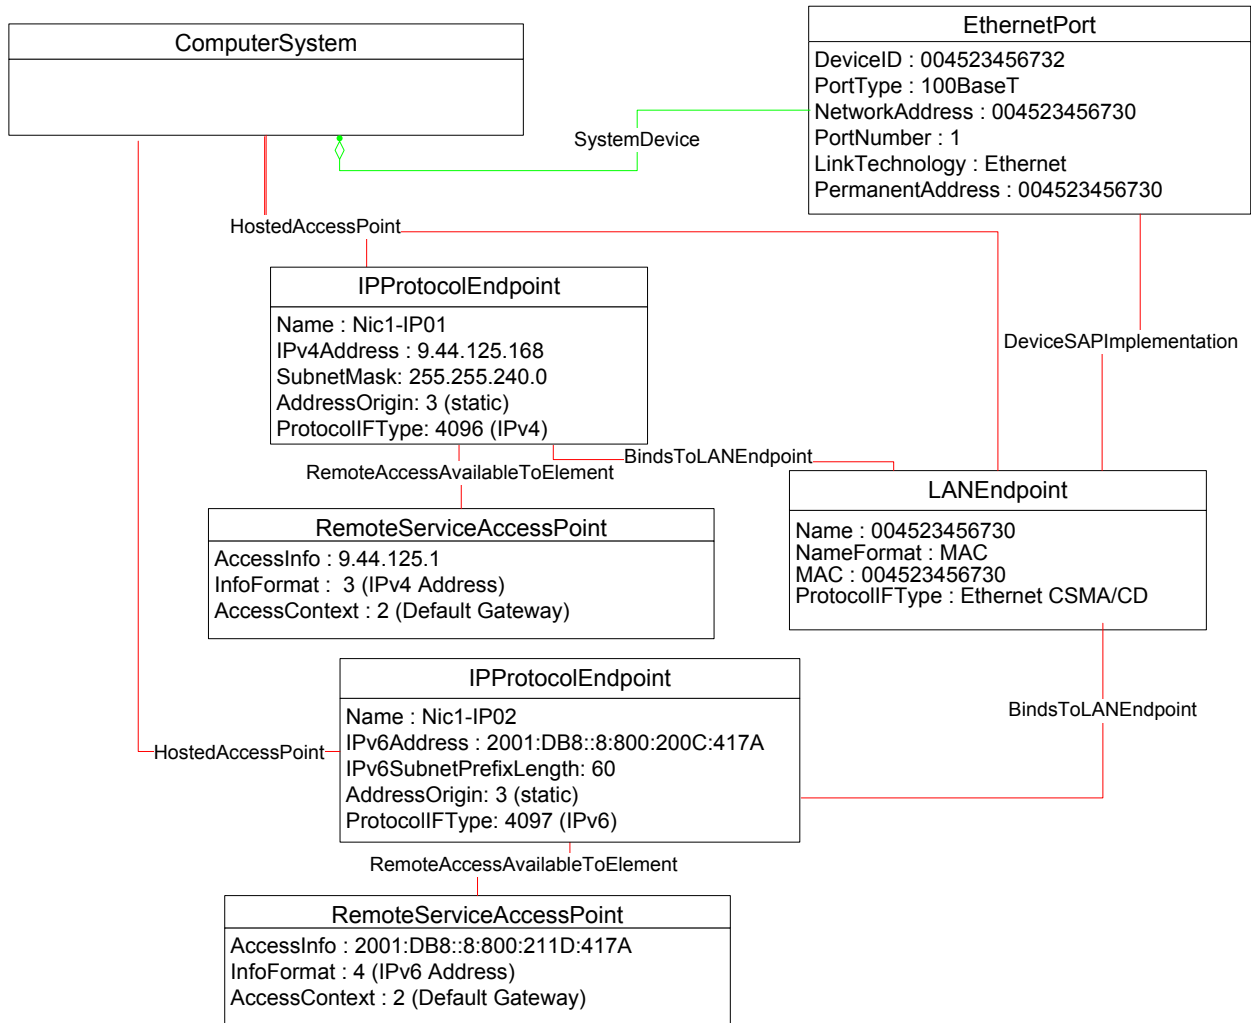 ComputerSystem
EthernetPort
DeviceID : 004523456732
PortType : 100BaseT
NetworkAddress : 004523456730
PortNumber : 1
LinkTechnology : Ethernet
PermanentAddress : 004523456730
SystemDevice
HostedAccessPoint
IPProtocolEndpoint
Name : Nic1-IP01
IPv4Address : 9.44.125.168
SubnetMask: 255.255.240.0
AddressOrigin: 3 (static)
ProtocolIFType: 4096 (IPv4)
DeviceSAPImplementation
BindsToLANEndpoint
RemoteAccessAvailableToElement
LANEndpoint
Name : 004523456730
NameFormat : MAC
MAC : 004523456730
ProtocolIFType : Ethernet CSMA/CD
RemoteServiceAccessPoint
AccessInfo : 9.44.125.1
InfoFormat :  3 (IPv4 Address)
AccessContext : 2 (Default Gateway)
IPProtocolEndpoint
Name : Nic1-IP02
IPv6Address : 2001:DB8::8:800:200C:417A
IPv6SubnetPrefixLength: 60
AddressOrigin: 3 (static)
ProtocolIFType: 4097 (IPv6)
BindsToLANEndpoint
HostedAccessPoint
RemoteAccessAvailableToElement
RemoteServiceAccessPoint
AccessInfo : 2001:DB8::8:800:211D:417A
InfoFormat : 4 (IPv6 Address)
AccessContext : 2 (Default Gateway)